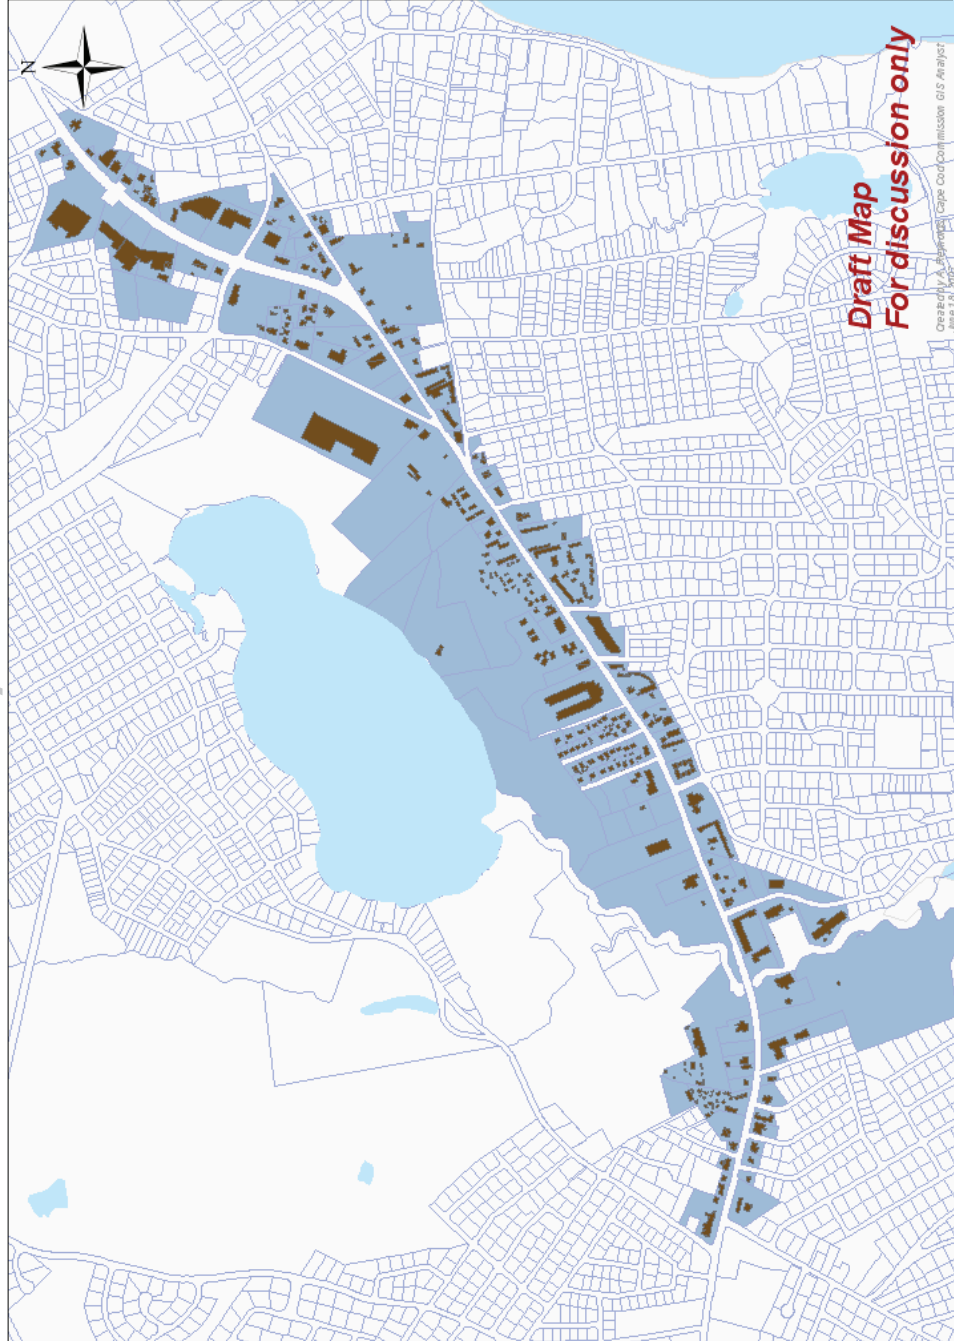 N
Draft Map
For discussion only
Created by A. Reynolds, Cape Cod Commission GIS Analyst